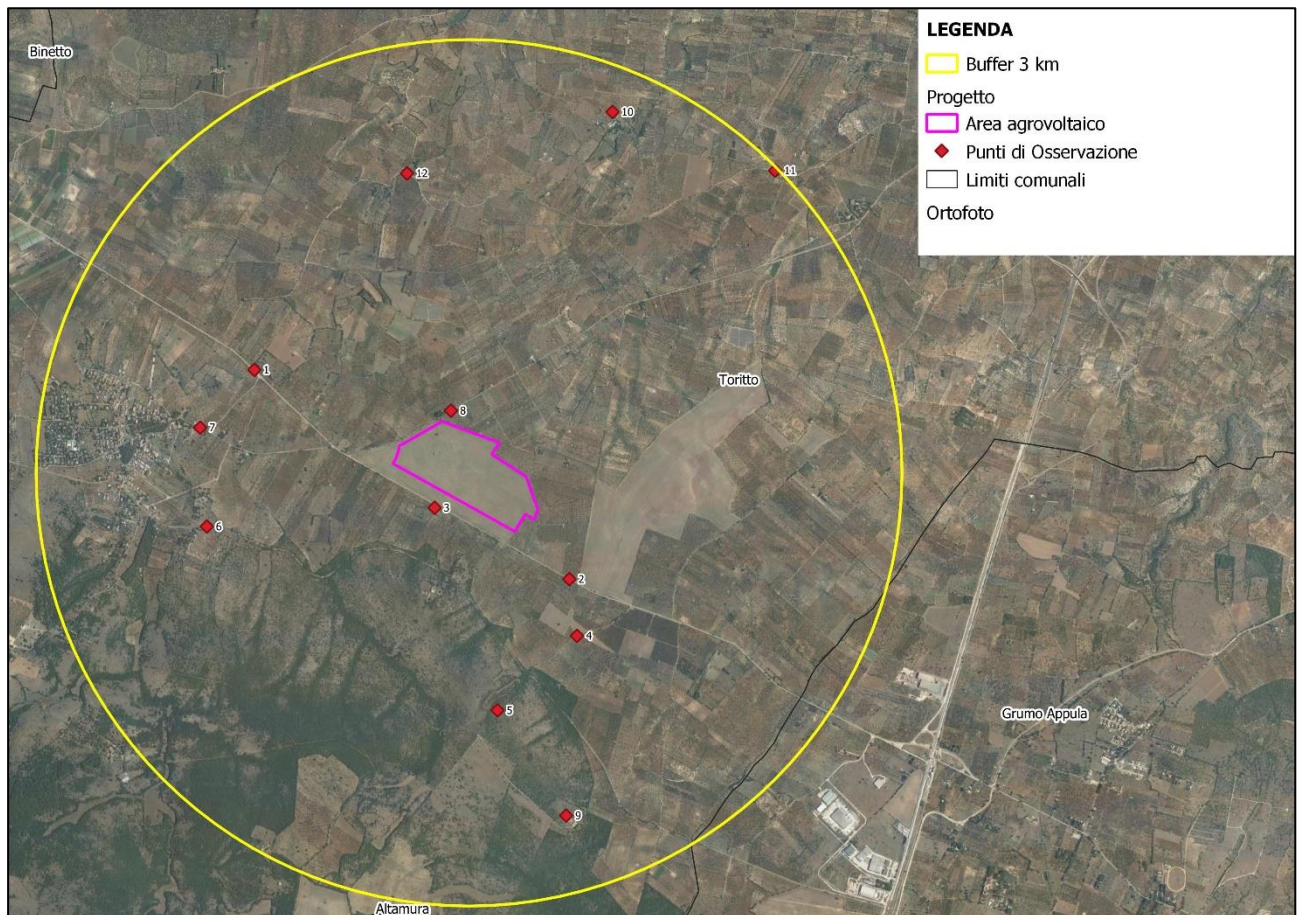 Binetto
LEGENDA
Buffer 3 km
Progetto
Area agrovoltaico
Punti di Osservazione
Limiti comunali
Ortofoto
10
12
11
1
Toritto
8
7
3
6
2
4
5
Grumo Appula
9
Altamura